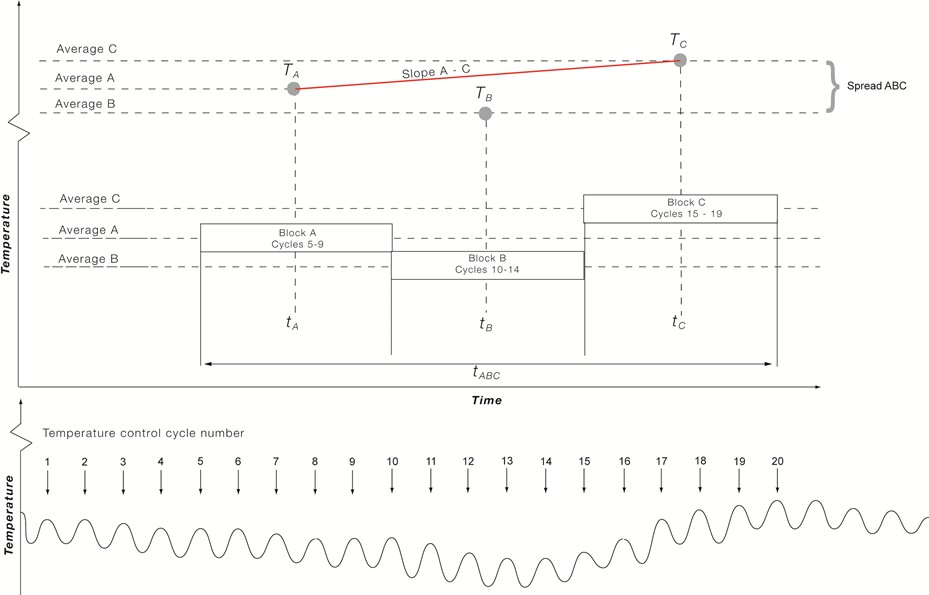 Average C
Average A
Average B
T_A
Slope A - C
T_B
T_C
Spread ABC
Temperature
Average C
Average A
Average B
Block A
Cycles 5-9
Block B
Cycles 10-14
Block C
Cycles 15 - 19
t_A
t_B
t_C
t_ABC
Time
Temperature control cycle number
1 2 3 4 5 6 7 8 9 10 11 12 13 14 15 16 17 18 19 20
Temperature